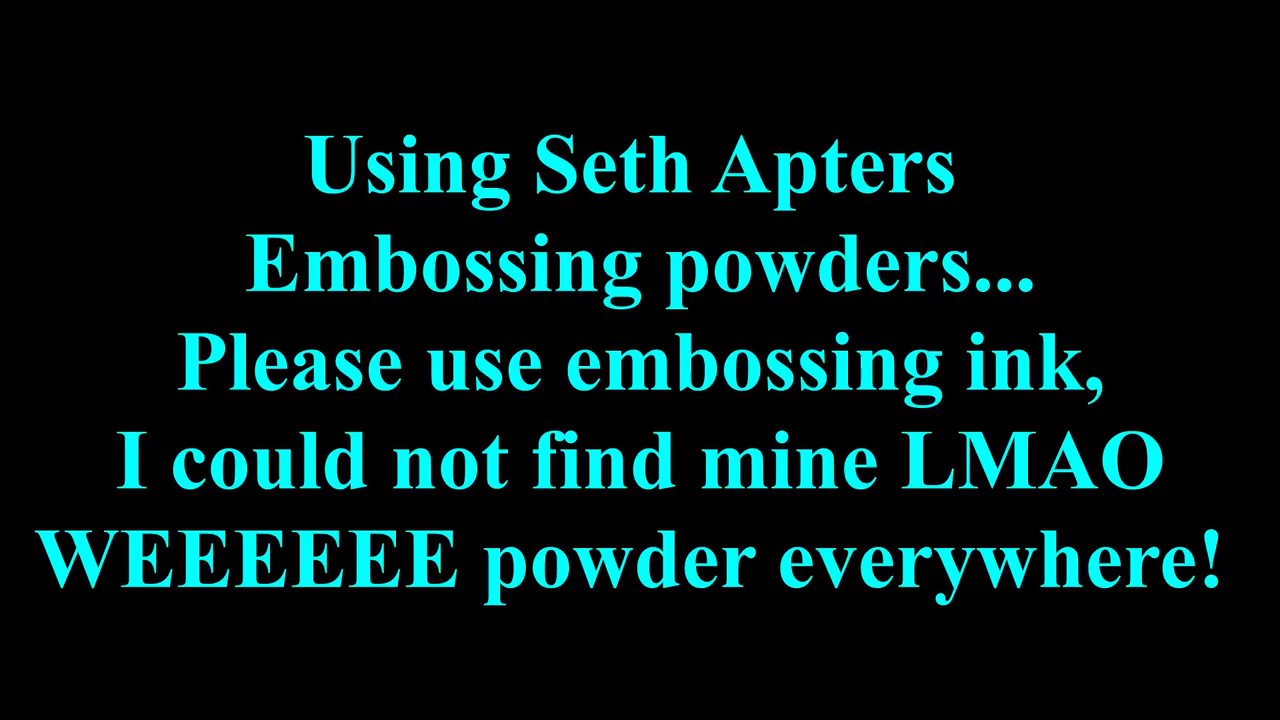 Using Seth Apters
Embossing powders...
Please use embossing ink,
I could not find mine LMAO
WEEEEEE powder everywhere!